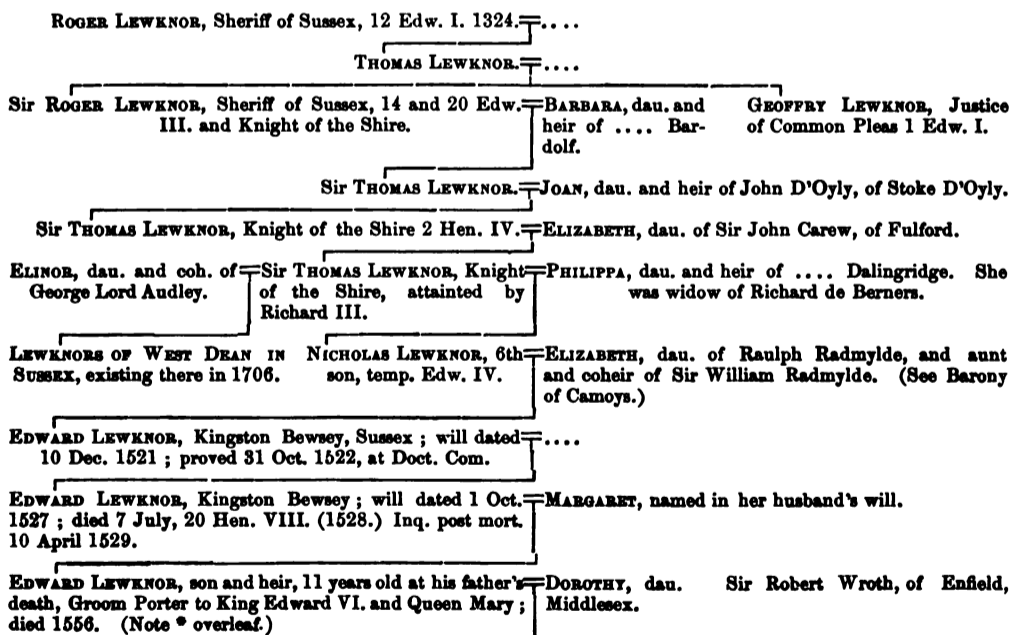 ROGER LEWKNOR, Sheriff of Sussex, 12 Edw. I. 1324.=....
THOMAS LEWKNOR.=....
Sir ROGER LEWKNOR, Sheriff of Sussex, 14 and 20 Edw.
III. and Knight of the Shire.
=BARBARA, dau. and
heir of .... Bar-
dolf.
GEOFFRY LEWKNOR, Justice
of Common Pleas 1 Edw. I.
Sir THOMAS LEWKNOR.=JOAN, dau. and heir of John D'Oyly, of Stoke D'Oyly.
Sir THOMAS LEWKNOR, Knight of the Shire 2 Hen. IV.=ELIZABETH, dau. of Sir John Carew, of Fulford.
ELINOR, dau. and coh. of
George Lord Audley.
=Sir THOMAS LEWKNOR, Knight
of the Shire, attainted by
Richard III.
=PHILIPPA, dau. and heir of .... Dalingridge. She
was widow of Richard de Berners.
LEWKNORS OF WEST DEAN IN
SUSSEX, existing there in 1706.
NICHOLAS LEWKNOR, 6th
son, temp. Edw. IV.
=ELIZABETH, dau. of Raulph Radmylde, and aunt
and coheir of Sir William Radmylde. (See Barony
of Camoys.)
EDWARD LEWKNOR, Kingston Bewsey, Sussex ; will dated
10 Dec. 1521 ; proved 31 Oct. 1522, at Doct. Com.
=....
EDWARD LEWKNOR, Kingston Bewsey ; will dated 1 Oct.
1527 ; died 7 July, 20 Hen. VIII. (1528.) Inq. post mort.
10 April 1529.
=MARGARET, named in her husband's will.
EDWARD LEWKNOR, son and heir, 11 years old at his father's
death, Groom Porter to King Edward VI. and Queen Mary ;
died 1556. (Note * overleaf.)
=DOROTHY, dau. Sir Robert Wroth, of Enfield,
Middlesex.